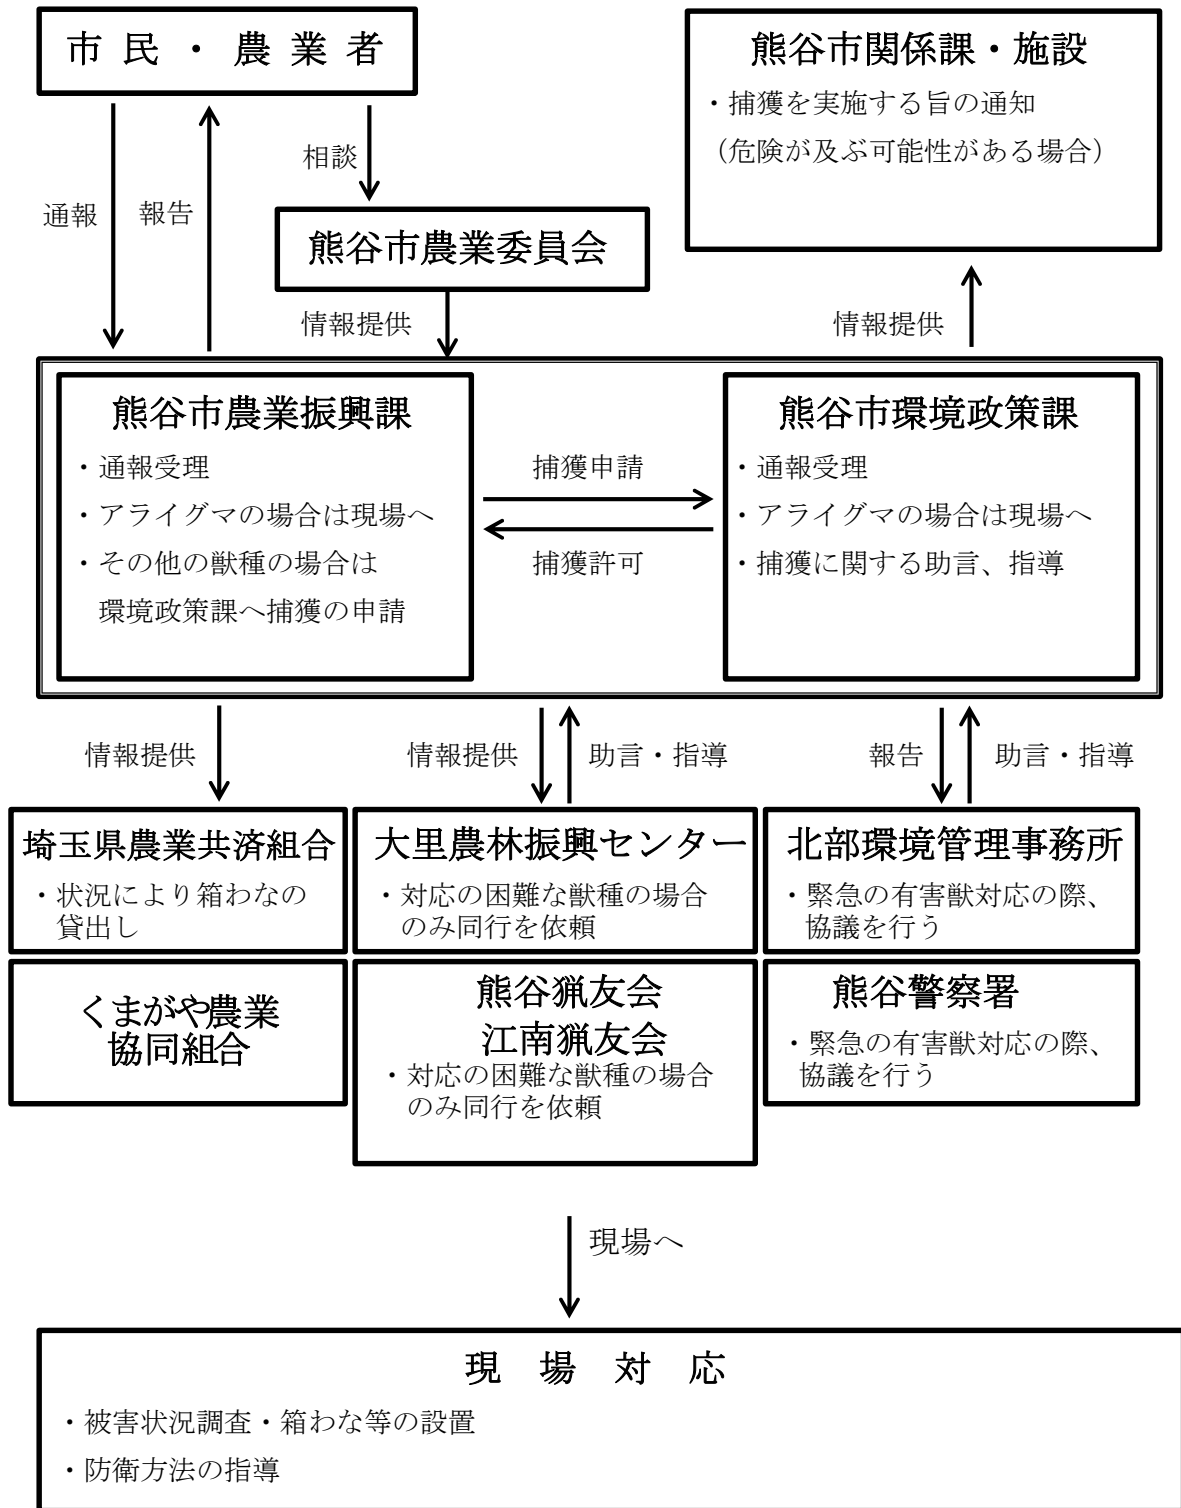 市民・農業者
熊谷市関係課・施設
・捕獲を実施する旨の通知
（危険が及ぶ可能性がある場合）
通報
報告
相談
熊谷市農業委員会
情報提供
情報提供
熊谷市農業振興課
・通報受理
・アライグマの場合は現場へ
・その他の獣種の場合は
環境政策課へ捕獲の申請
捕獲申請
捕獲許可
熊谷市環境政策課
・通報受理
・アライグマの場合は現場へ
・捕獲に関する助言、指導
情報提供
情報提供
助言・指導
報告
助言・指導
埼玉県農業共済組合
・状況により箱わなの
貸出し
大里農林振興センター
・対応の困難な獣種の場合
のみ同行を依頼
北部環境管理事務所
・緊急の有害獣対応の際、
協議を行う
くまがや農業
協同組合
熊谷猟友会
江南猟友会
・対応の困難な獣種の場合
のみ同行を依頼
熊谷警察署
・緊急の有害獣対応の際、
協議を行う
現場へ
現場対応
・被害状況調査・箱わな等の設置
・防衛方法の指導